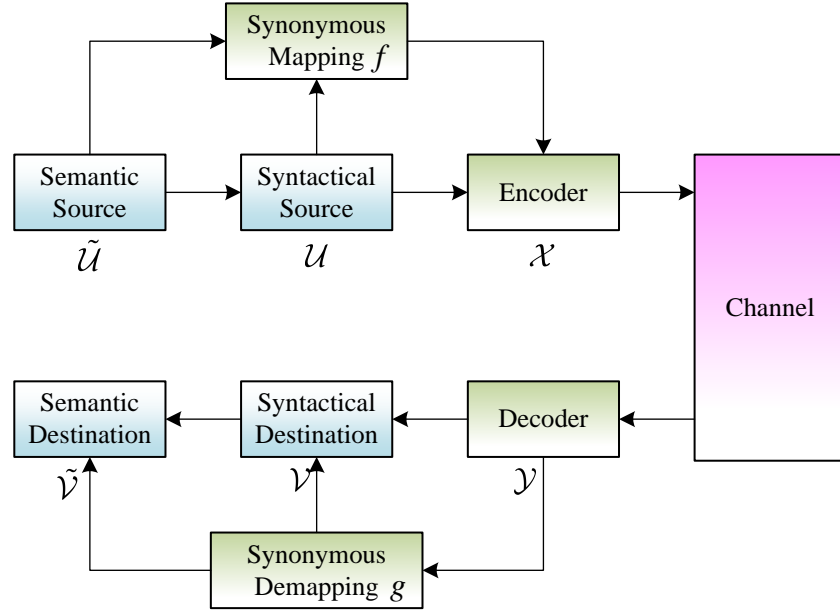 Synonymous
Mapping f
Semantic
Source
Syntactical
Source
Encoder
Channel
𝒰̃
𝒰
𝒳
Semantic
Destination
Syntactical
Destination
Decoder
𝒱̃
𝒱
𝒴
Synonymous
Demapping g